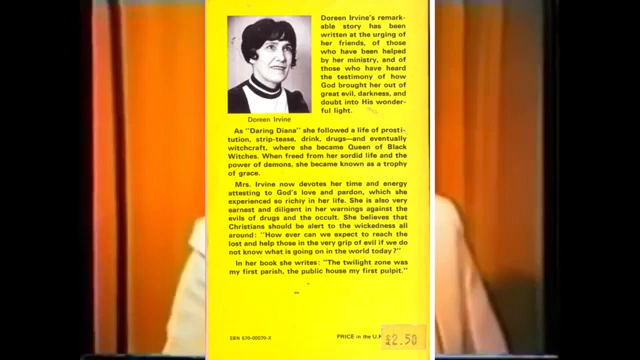 Doreen Irvine's remark-
able story has been
written at the urging of
her friends, of those
who have been helped
by her ministry, and of
those who have heard
the testimony of how
God brought her out of
great evil, darkness, and
doubt into His wonder-
ful light.
Doreen Irvine
As "Daring Diana" she followed a life of prosti-
tution, strip-tease, drink, drugs—and eventually
witchcraft, where she became Queen of Black
Witches. When freed from her sordid life and the
power of demons, she became known as a trophy
of grace.
Mrs. Irvine now devotes her time and energy
attesting to God's love and pardon, which she
experienced so richly in her life. She is also very
earnest and diligent in her warnings against the
evils of drugs and the occult. She believes that
Christians should be alert to the wickedness all
around: "How ever can we expect to reach the
lost and help those in the very grip of evil if we do
not know what is going on in the world today?"
In her book she writes: "The twilight zone was
my first parish, the public house my first pulpit."
PRICE in the U.K
£2.50